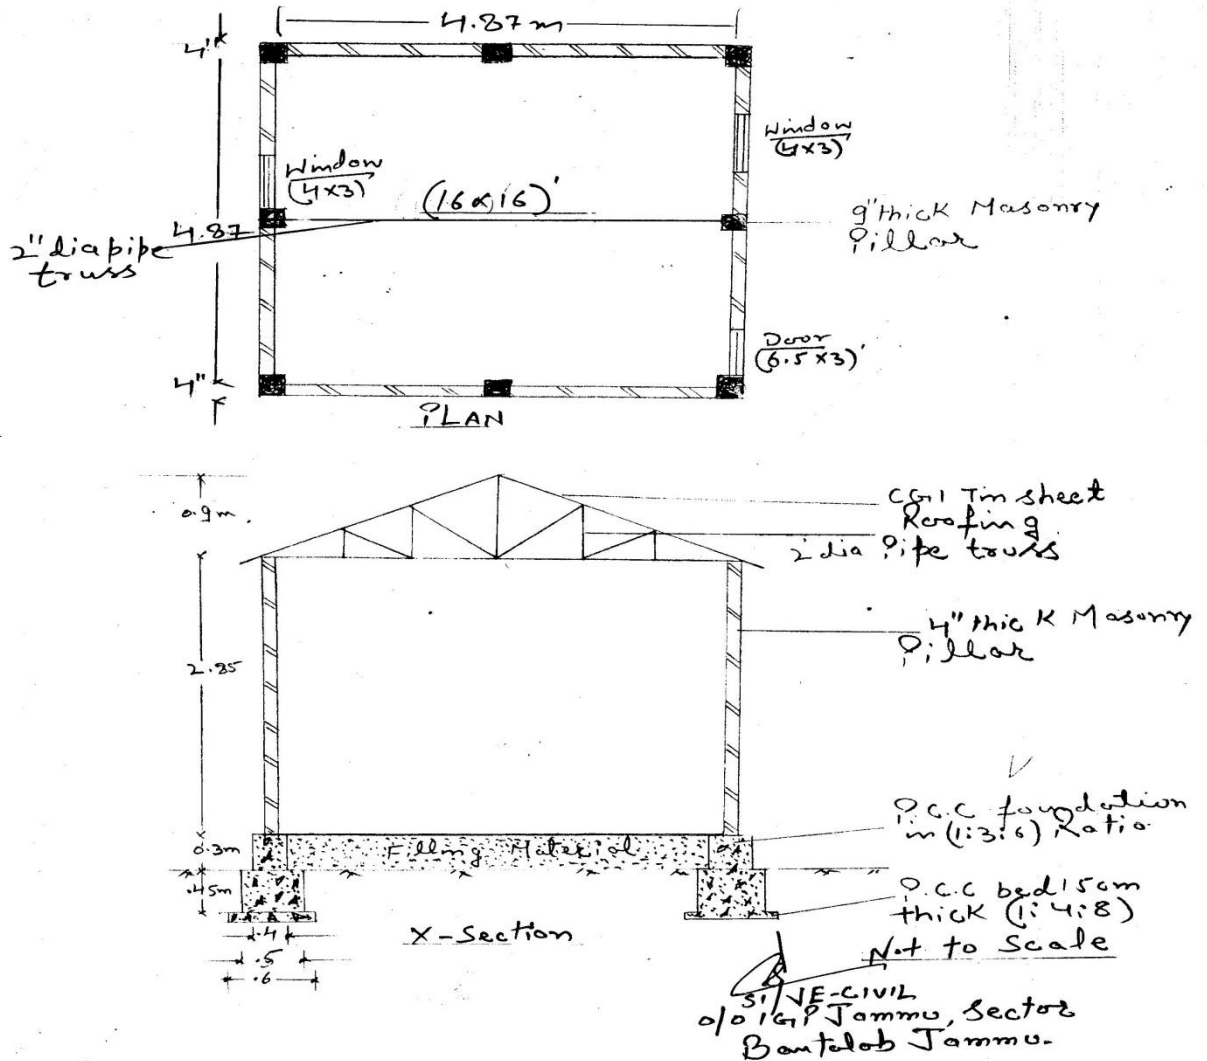 4.87m
4'
Window
(4x3)'
Window
(4x3)'
(16x16)'
9" thick Masonry
Pillar
4.87
2" dia pipe
truss
Door
(6.5x3)'
4"
PLAN
0.9m.
CGI Tin sheet
Roofing
2" dia Pipe truss
4" thick Masonry
Pillar
2.85
P.C.C foundation
in (1:3:6) Ratio
0.3m
Filling Material
.45m
P.C.C bed 15cm
thick (1:4:8)
.4
X-Section
.5
Not to Scale
.6
SI/JE-CIVIL
o/o IGP Jammu, Sector
Bantalab Jammu.